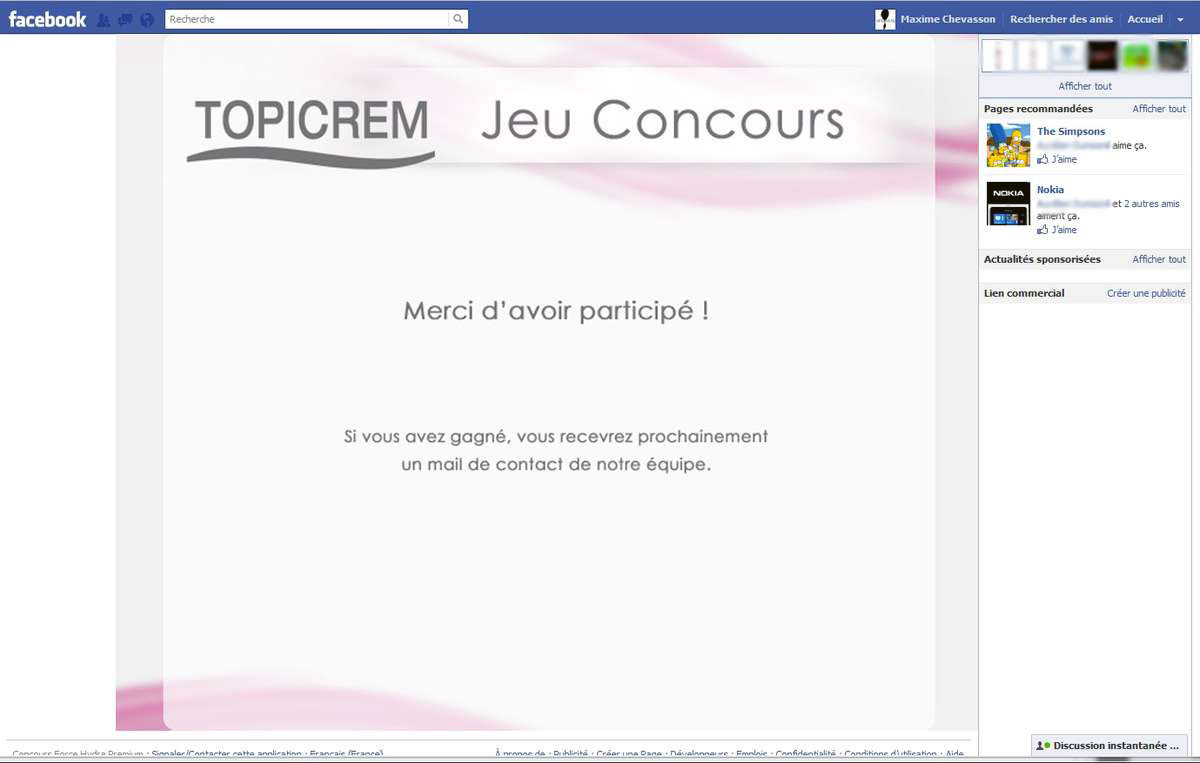 facebook
Recherche
Maxime Chevasson
Rechercher des amis
Accueil
TOPICREM
Jeu Concours
Merci d'avoir participé !
Si vous avez gagné, vous recevrez prochainement
un mail de contact de notre équipe.
Afficher tout
Pages recommandées
Afficher tout
The Simpsons
aime ça.
J'aime
NOKIA
Nokia
et 2 autres amis
aiment ça.
J'aime
Actualités sponsorisées
Afficher tout
Lien commercial
Créer une publicité
Concours Force Hydra Premium · Signaler/Contacter cette application · Français (France)
À propos de · Publicité · Créer une Page · Développeurs · Emplois · Confidentialité · Conditions d'utilisation · Aide
Discussion instantanée ...